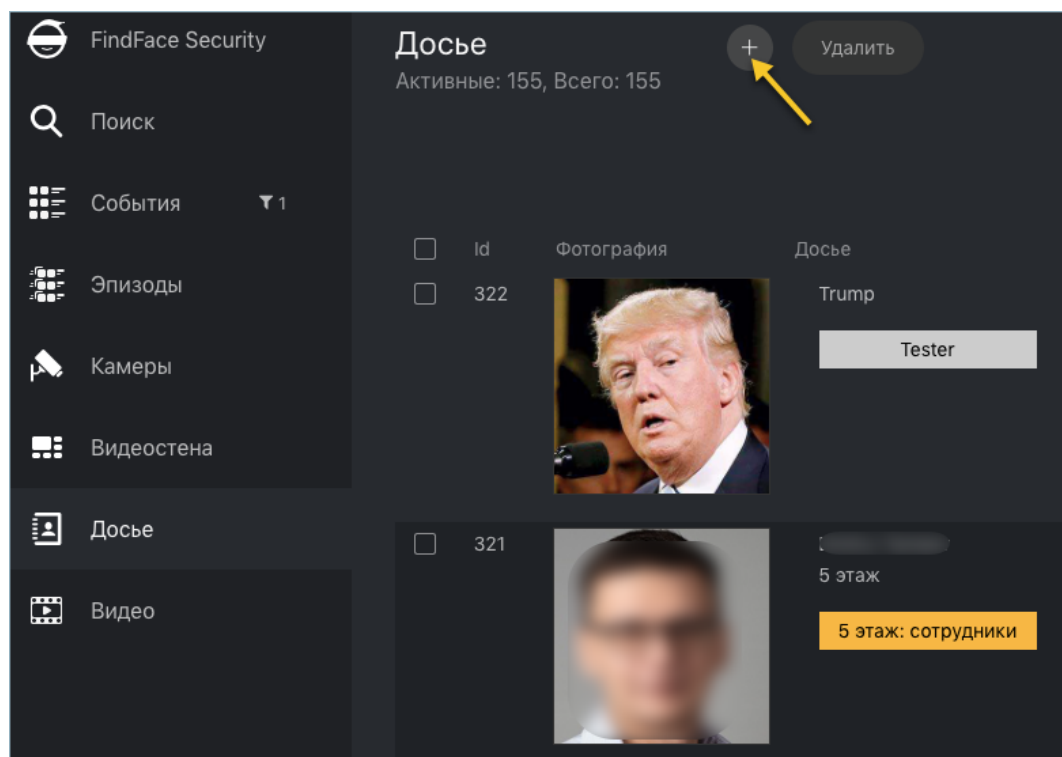 FindFace Security
Поиск
События 1
Эпизоды
Камеры
Видеостена
Досье
Видео
Досье
Удалить
Активные: 155, Всего: 155
Id Фотография Досье
322 Trump
Tester
321
5 этаж
5 этаж: сотрудники